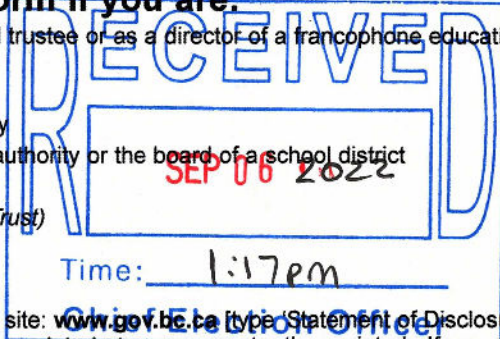 orm if you are:
trustee or as a director of a francophone educati
RECEIVED
y
authority or the board of a school district
SEP 06 2022
rust)
Time: 1:17pm
site: www.gov.bc.ca [type 'Statement of Disclos
Chief Election Officer